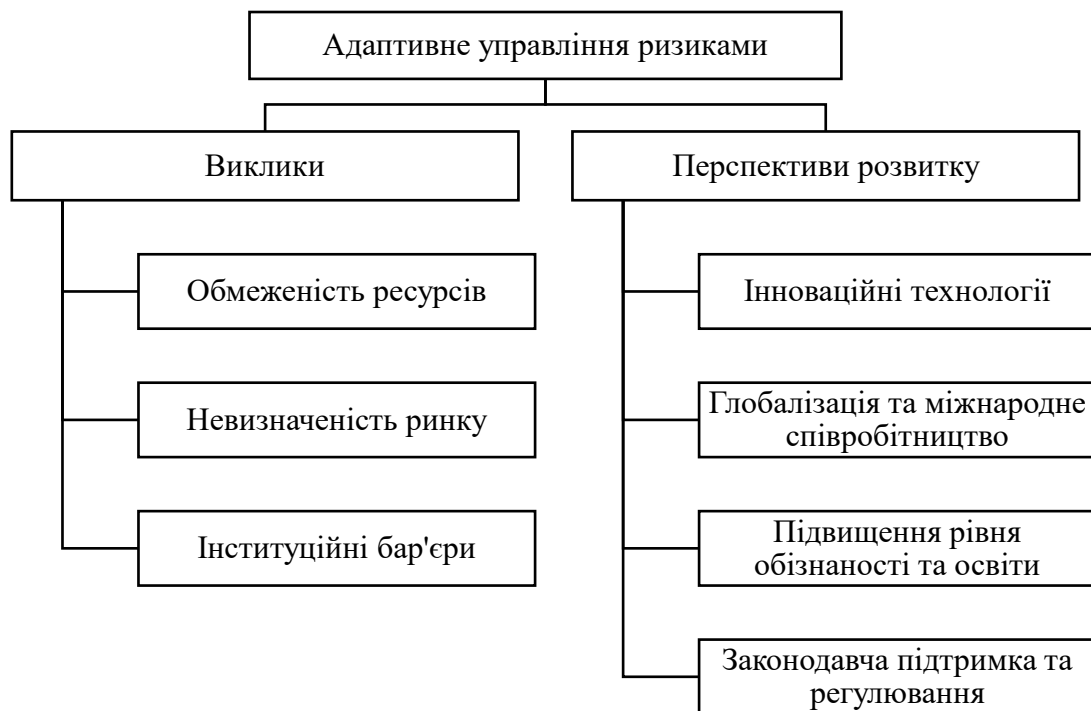 Адаптивне управління ризиками
Виклики
Обмеженість ресурсів
Невизначеність ринку
Інституційні бар'єри
Перспективи розвитку
Інноваційні технології
Глобалізація та міжнародне
співробітництво
Підвищення рівня
обізнаності та освіти
Законодавча підтримка та
регулювання